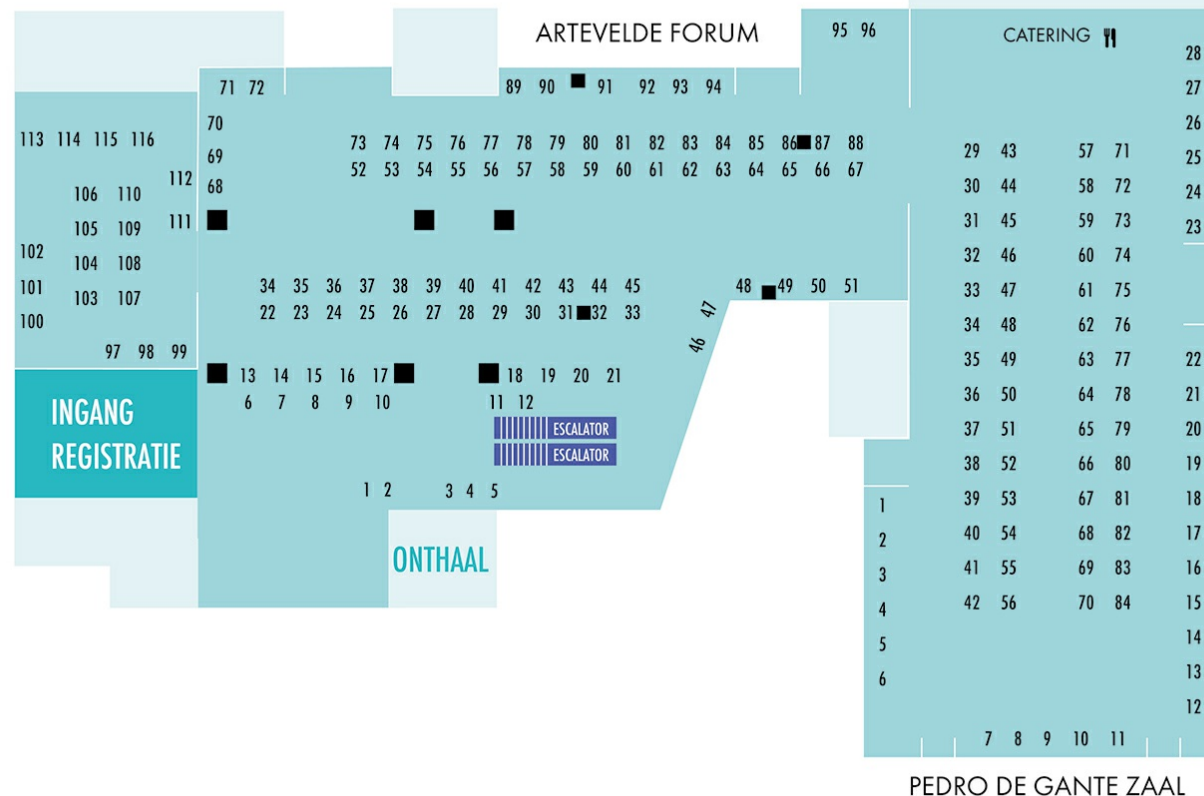 ARTEVELDE FORUM
95 96
CATERING
71 72
89 90 91 92 93 94
70
69
68
113 114 115 116
112
111
106 110
105 109
104 108
103 107
102
101
100
97 98 99
73 74 75 76 77 78 79 80 81 82 83 84 85 86 87 88
52 53 54 55 56 57 58 59 60 61 62 63 64 65 66 67
34 35 36 37 38 39 40 41 42 43 44 45
22 23 24 25 26 27 28 29 30 31 32 33
48 49 50 51
47
46
13 14 15 16 17 18 19 20 21
6 7 8 9 10 11 12
INGANG
REGISTRATIE
ESCALATOR
ESCALATOR
1 2 3 4 5
ONTHAAL
28
27
26
25
24
23
29 43 57 71
30 44 58 72
31 45 59 73
32 46 60 74
33 47 61 75
34 48 62 76
35 49 63 77
36 50 64 78
37 51 65 79
38 52 66 80
39 53 67 81
40 54 68 82
41 55 69 83
42 56 70 84
22
21
20
19
18
17
16
15
14
13
12
1
2
3
4
5
6
7 8 9 10 11
PEDRO DE GANTE ZAAL